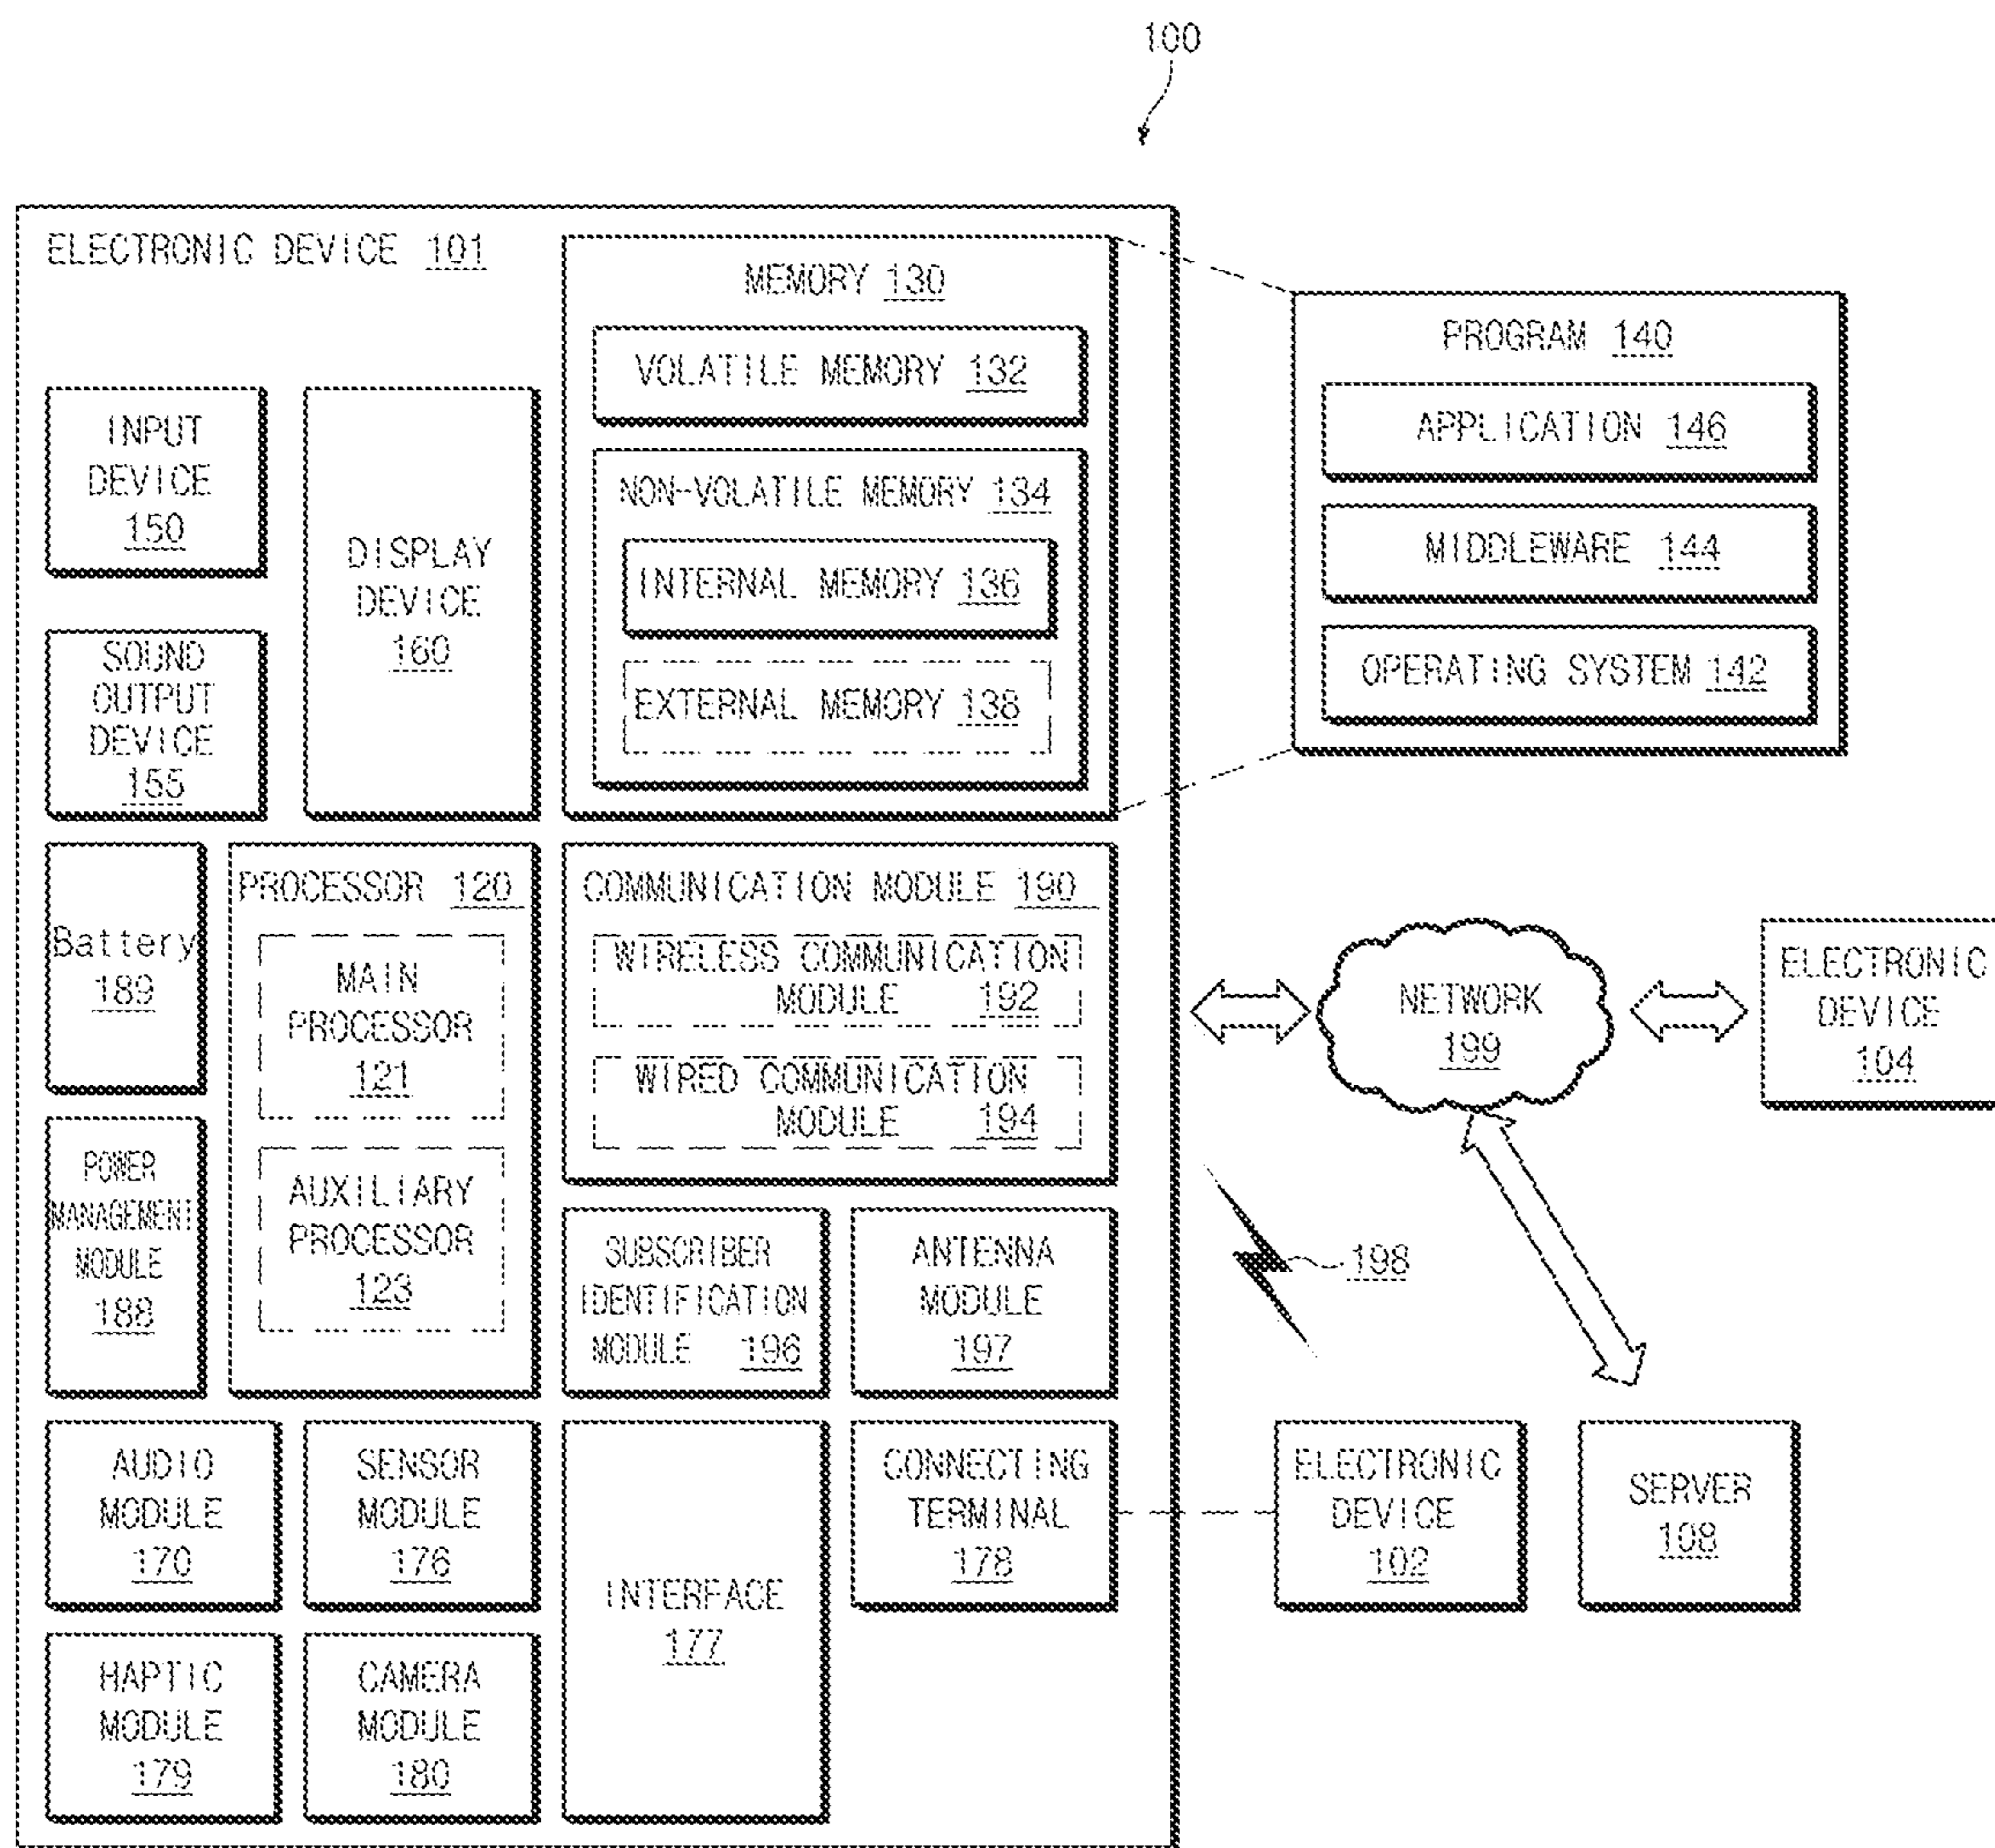 100
ELECTRONIC DEVICE 101
MEMORY 130
VOLATILE MEMORY 132
NON-VOLATILE MEMORY 134
INTERNAL MEMORY 136
EXTERNAL MEMORY 138
PROGRAM 140
APPLICATION 146
MIDDLEWARE 144
OPERATING SYSTEM 142
INPUT
DEVICE
150
SOUND
OUTPUT
DEVICE
155
DISPLAY
DEVICE
160
Battery
189
POWER
MANAGEMENT
MODULE
188
PROCESSOR 120
MAIN
PROCESSOR
121
AUXILIARY
PROCESSOR
123
COMMUNICATION MODULE 190
WIRELESS COMMUNICATION
MODULE 192
WIRED COMMUNICATION
MODULE 194
SUBSCRIBER
IDENTIFICATION
MODULE 196
ANTENNA
MODULE
197
NETWORK
199
ELECTRONIC
DEVICE
104
198
AUDIO
MODULE
170
SENSOR
MODULE
176
INTERFACE
177
CONNECTING
TERMINAL
178
ELECTRONIC
DEVICE
102
SERVER
108
HAPTIC
MODULE
179
CAMERA
MODULE
180